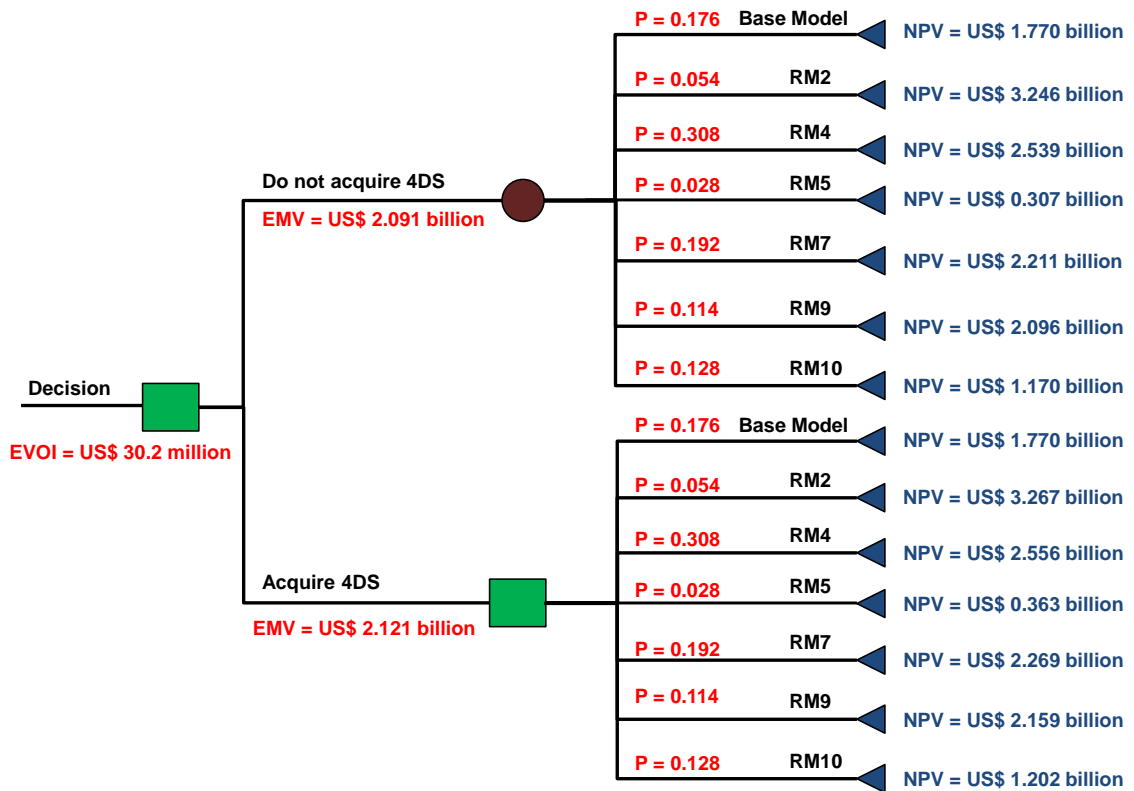 P = 0.176 Base Model NPV = US$ 1.770 billion
P = 0.054 RM2 NPV = US$ 3.246 billion
P = 0.308 RM4 NPV = US$ 2.539 billion
Do not acquire 4DS
P = 0.028 RM5 NPV = US$ 0.307 billion
EMV = US$ 2.091 billion
P = 0.192 RM7 NPV = US$ 2.211 billion
P = 0.114 RM9 NPV = US$ 2.096 billion
P = 0.128 RM10 NPV = US$ 1.170 billion
Decision
EVOI = US$ 30.2 million
P = 0.176 Base Model NPV = US$ 1.770 billion
P = 0.054 RM2 NPV = US$ 3.267 billion
P = 0.308 RM4 NPV = US$ 2.556 billion
Acquire 4DS
P = 0.028 RM5 NPV = US$ 0.363 billion
EMV = US$ 2.121 billion
P = 0.192 RM7 NPV = US$ 2.269 billion
P = 0.114 RM9 NPV = US$ 2.159 billion
P = 0.128 RM10 NPV = US$ 1.202 billion